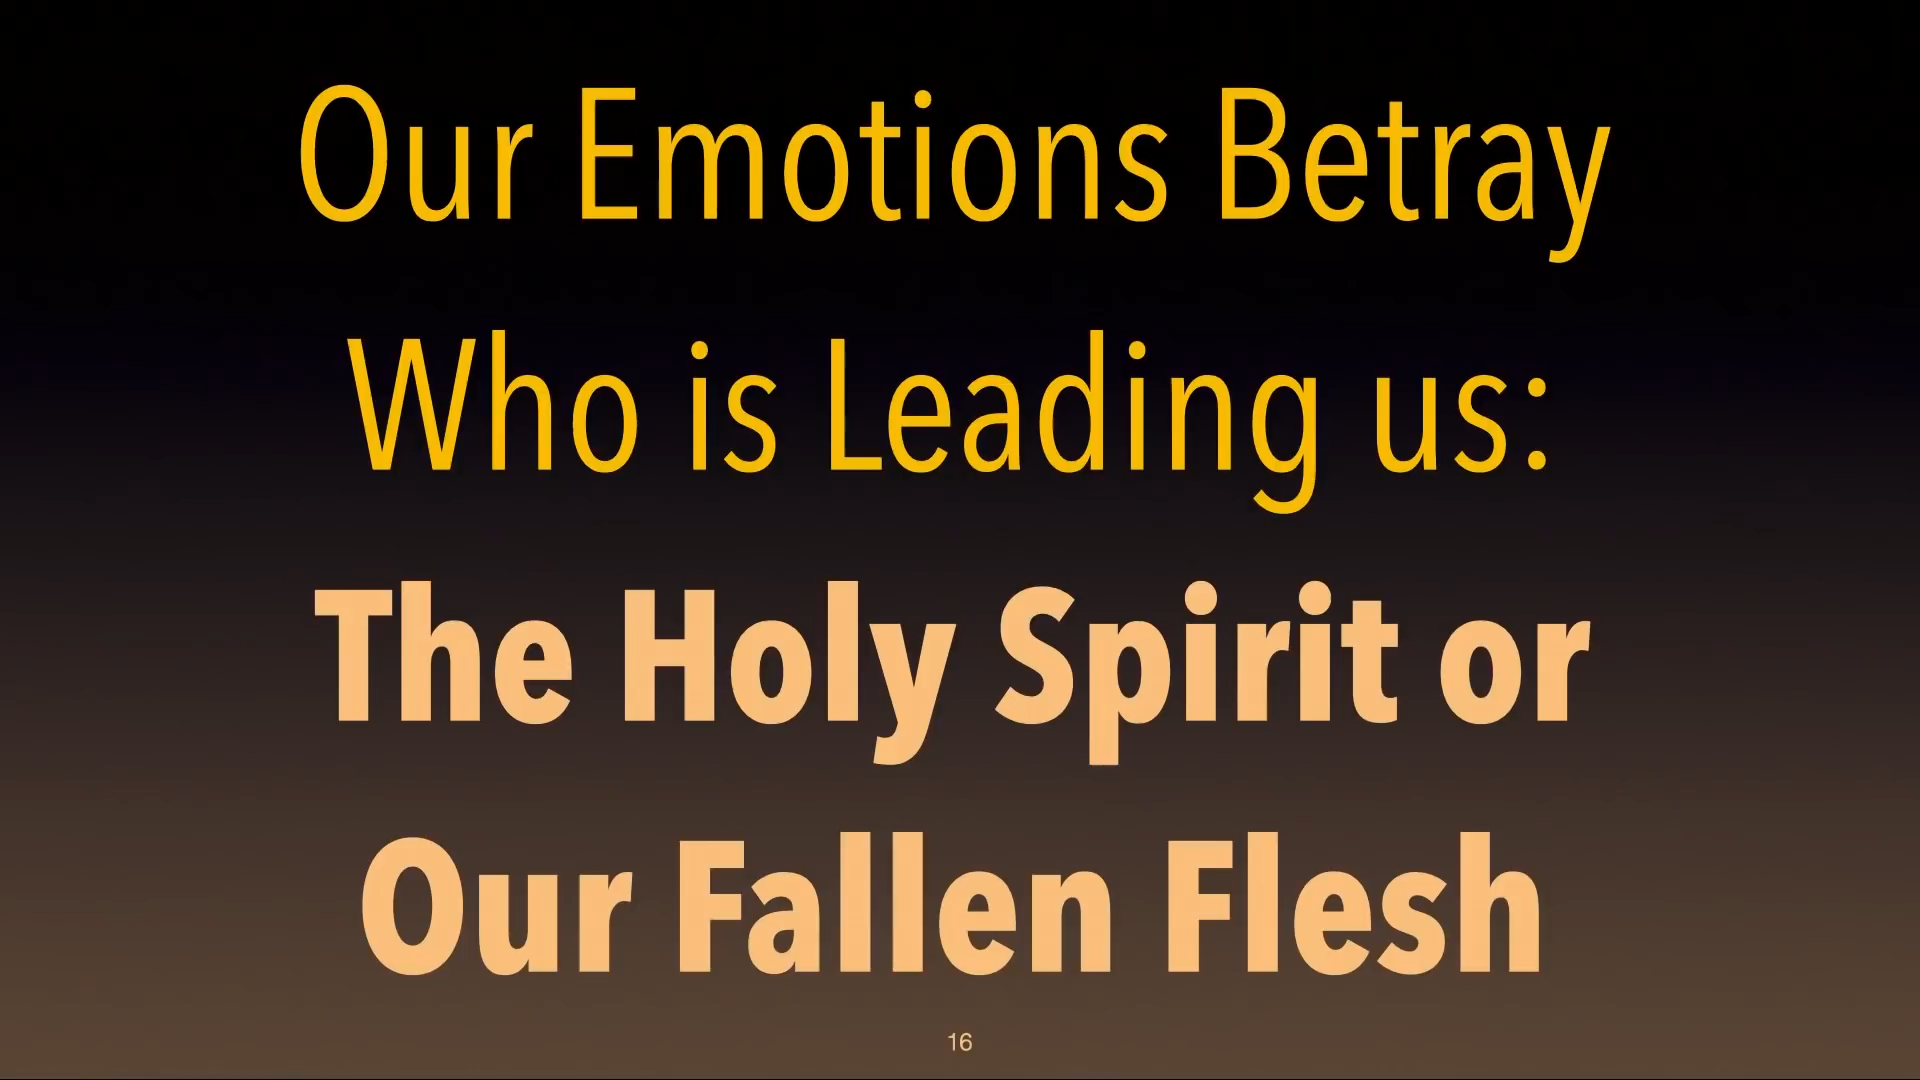 Our Emotions Betray
Who is Leading us:
The Holy Spirit or
Our Fallen Flesh
16